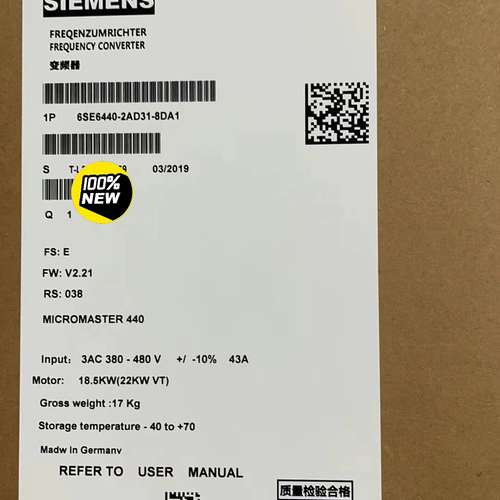 SIEMENS
FREQENZUMRICHTER
FREQUENCY CONVERTER
变频器
1P 6SE6440-2AD31-8DA1
S 03/2019
100%
NEW
Q 1
FS: E
FW: V2.21
RS: 038
MICROMASTER 440
Input: 3AC 380 - 480 V +/ -10% 43A
Motor: 18.5KW(22KW VT)
Gross weight :17 Kg
Storage temperature - 40 to +70
Madw in Germanv
REFER TO USER MANUAL
质量检验合格